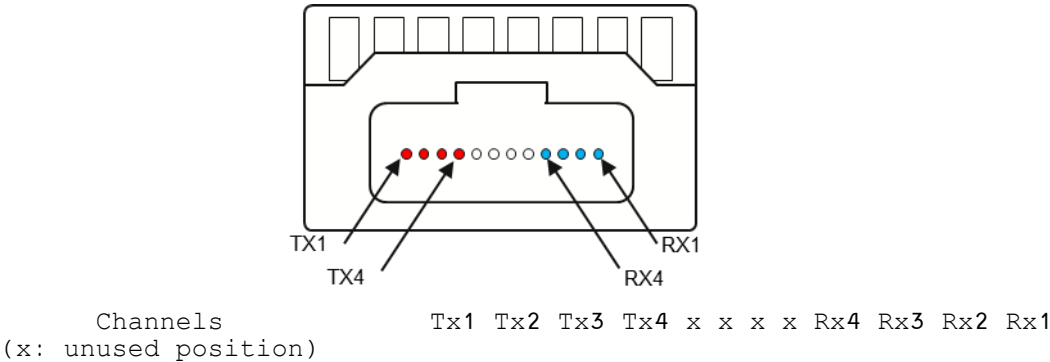 TX1
RX1
TX4
RX4
Channels Tx1 Tx2 Tx3 Tx4 x x x x Rx4 Rx3 Rx2 Rx1
(x: unused position)